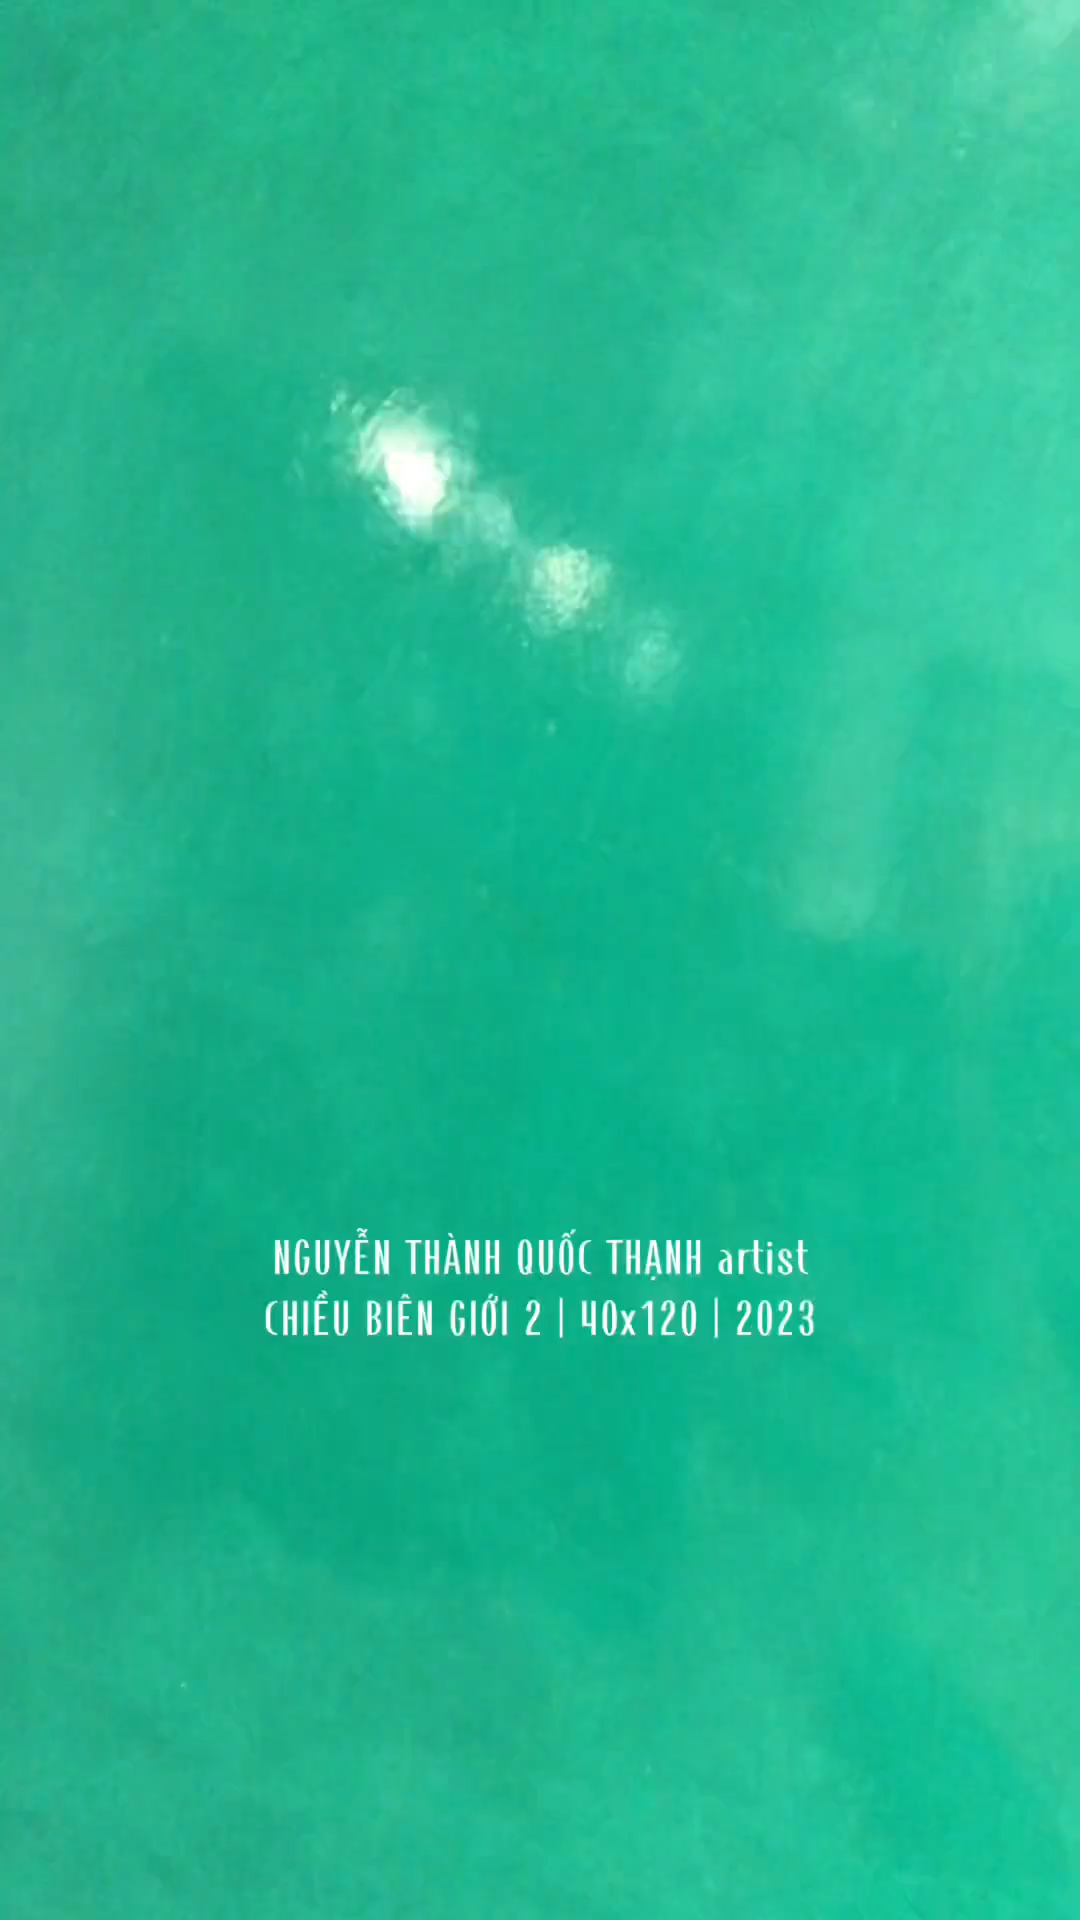 NGUYỄN THÀNH QUỐC THẠNH artist
CHIỀU BIÊN GIỚI 2 | 40x120 | 2023